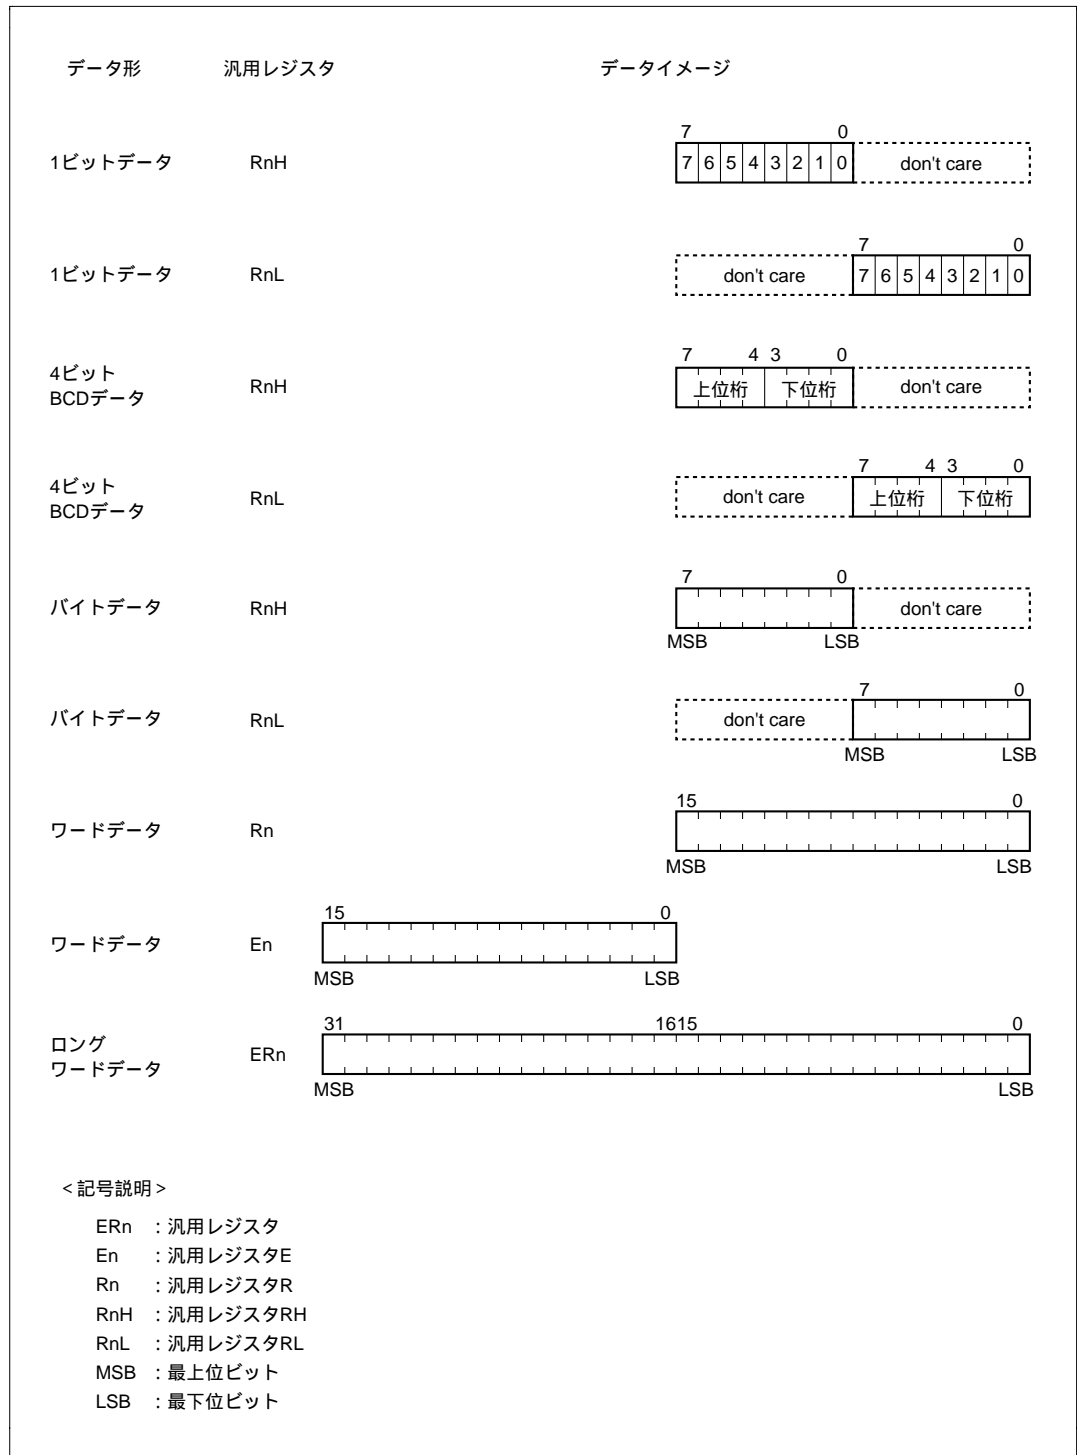 データ形 汎用レジスタ データイメージ
7 0
1ビットデータ RnH 7 6 5 4 3 2 1 0 don't care
7 0
1ビットデータ RnL don't care 7 6 5 4 3 2 1 0
7 4 3 0
4ビット
BCDデータ RnH 上位桁 下位桁 don't care
7 4 3 0
4ビット
BCDデータ RnL don't care 上位桁 下位桁
7 0
バイトデータ RnH don't care
MSB LSB
7 0
バイトデータ RnL don't care
MSB LSB
15 0
ワードデータ Rn
MSB LSB
15 0
ワードデータ En
MSB LSB
31 1615 0
ロング
ワードデータ ERn
MSB LSB
<記号説明>
ERn :汎用レジスタ
En :汎用レジスタE
Rn :汎用レジスタR
RnH :汎用レジスタRH
RnL :汎用レジスタRL
MSB :最上位ビット
LSB :最下位ビット